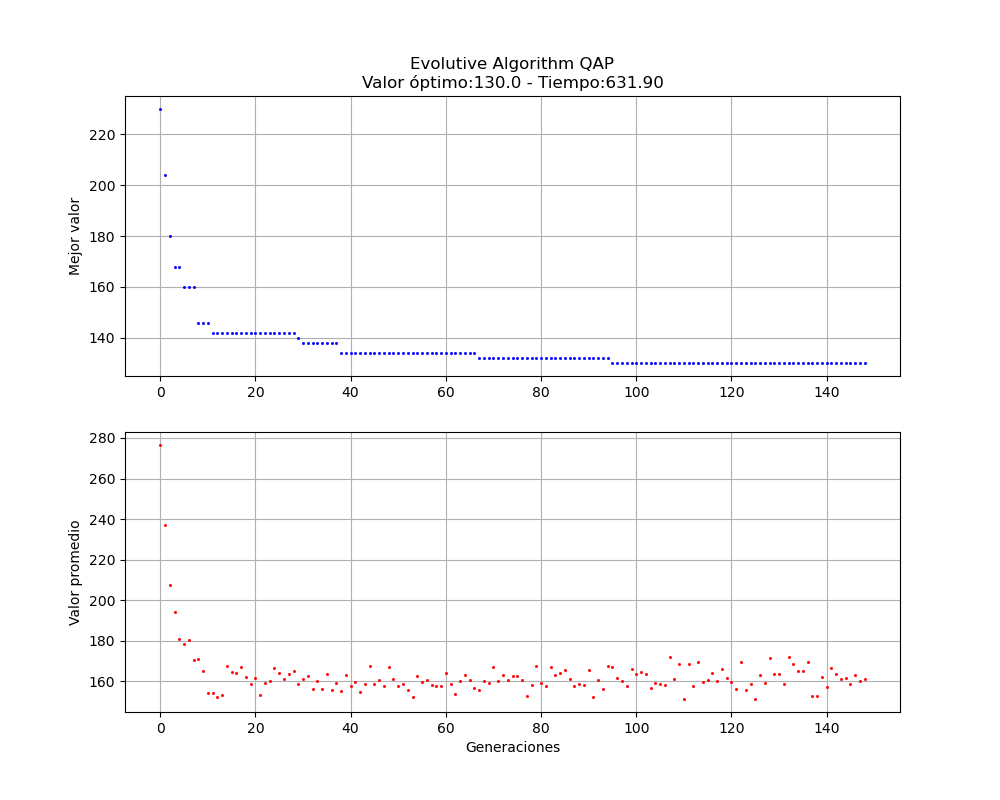 Evolutive Algorithm QAP
Valor óptimo:130.0 - Tiempo:631.90
Mejor valor
220
200
180
160
140
0 20 40 60 80 100 120 140
Valor promedio
280
260
240
220
200
180
160
0 20 40 60 80 100 120 140
Generaciones